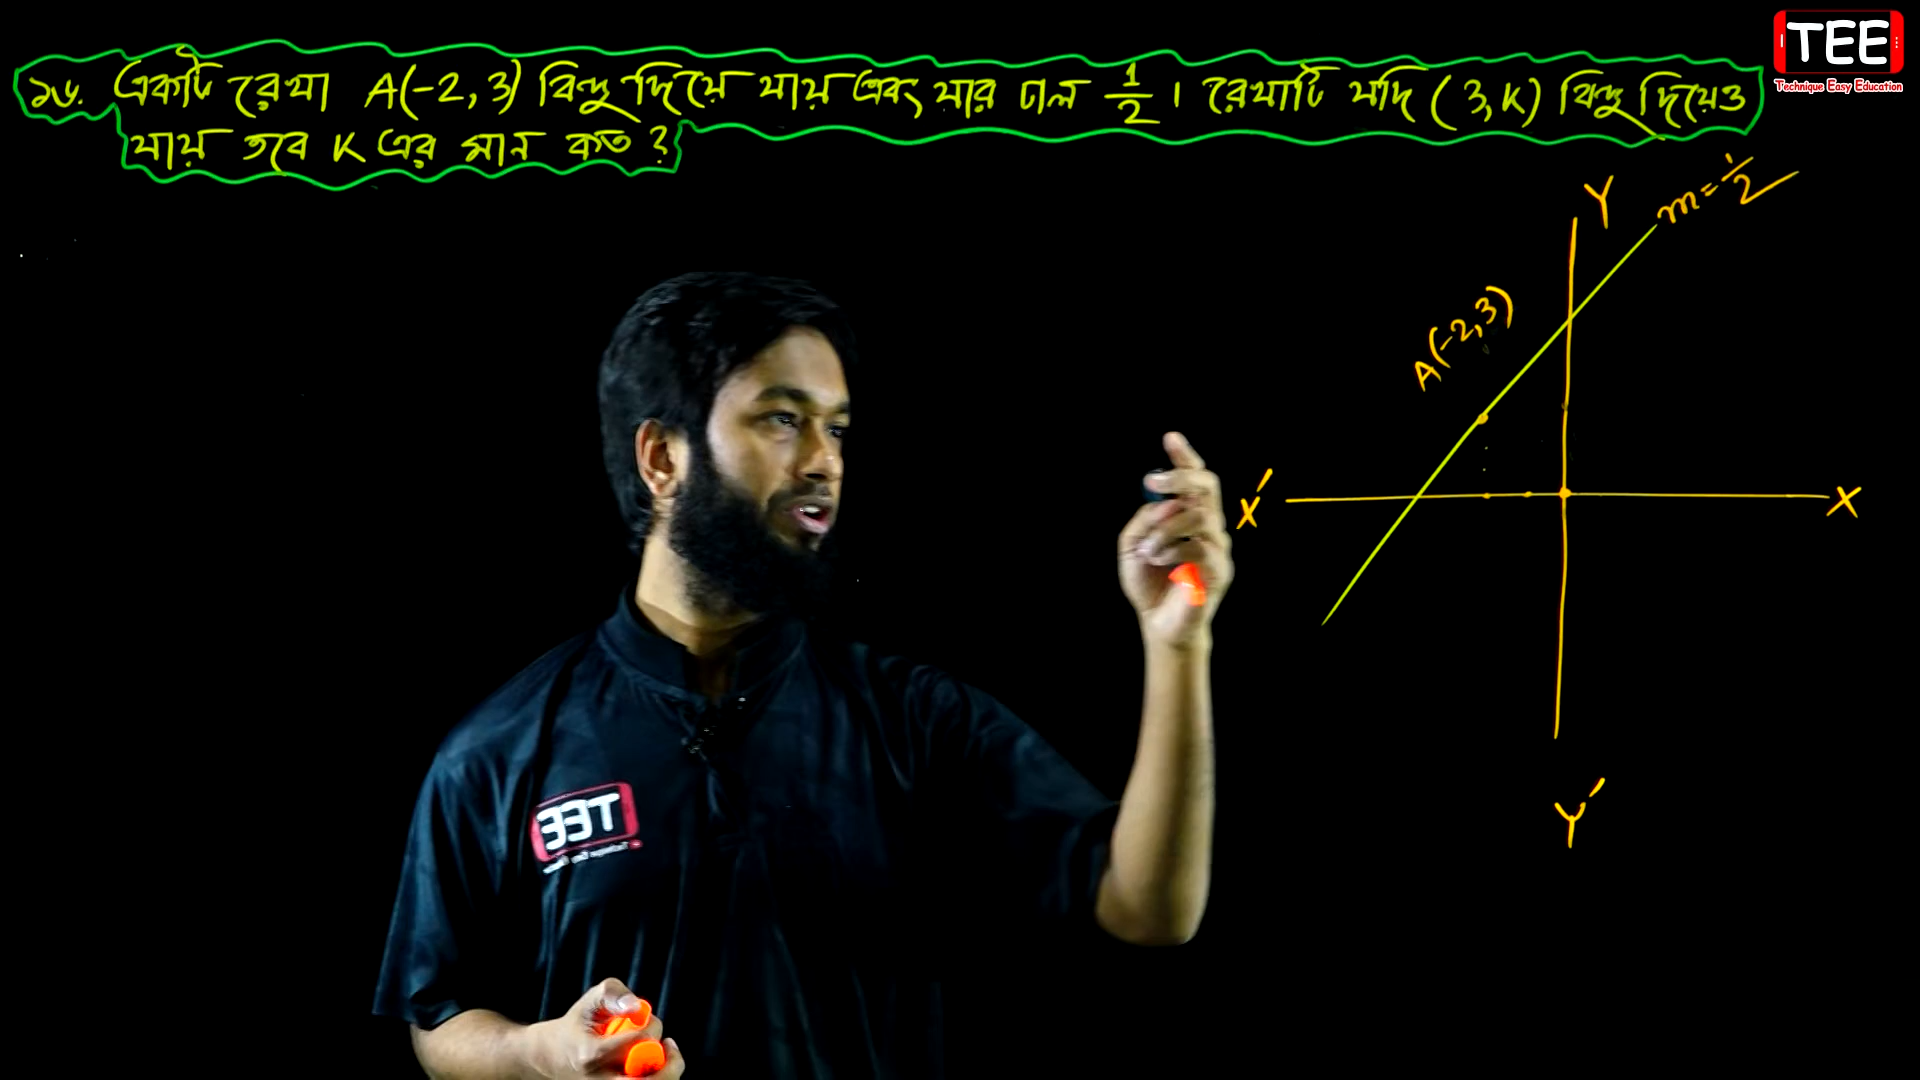 ১৬. একটি রেখা A(-2, 3) বিন্দু দিয়ে যায় এবং যার ঢাল 1/2 । রেখাটি যদি (3, K) বিন্দু দিয়েও
যায় তবে K এর মান কত ?
TEE
Technique Easy Education
Y
m = 1/2
A(-2, 3)
X′
X
Y′
TEE